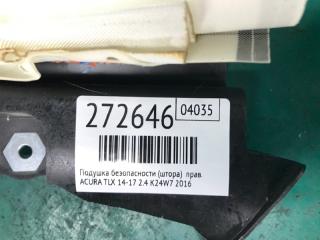 272646 04035
Подушка безопасности (штора) прав.
ACURA TLX 14-17 2.4 K24W7 2016